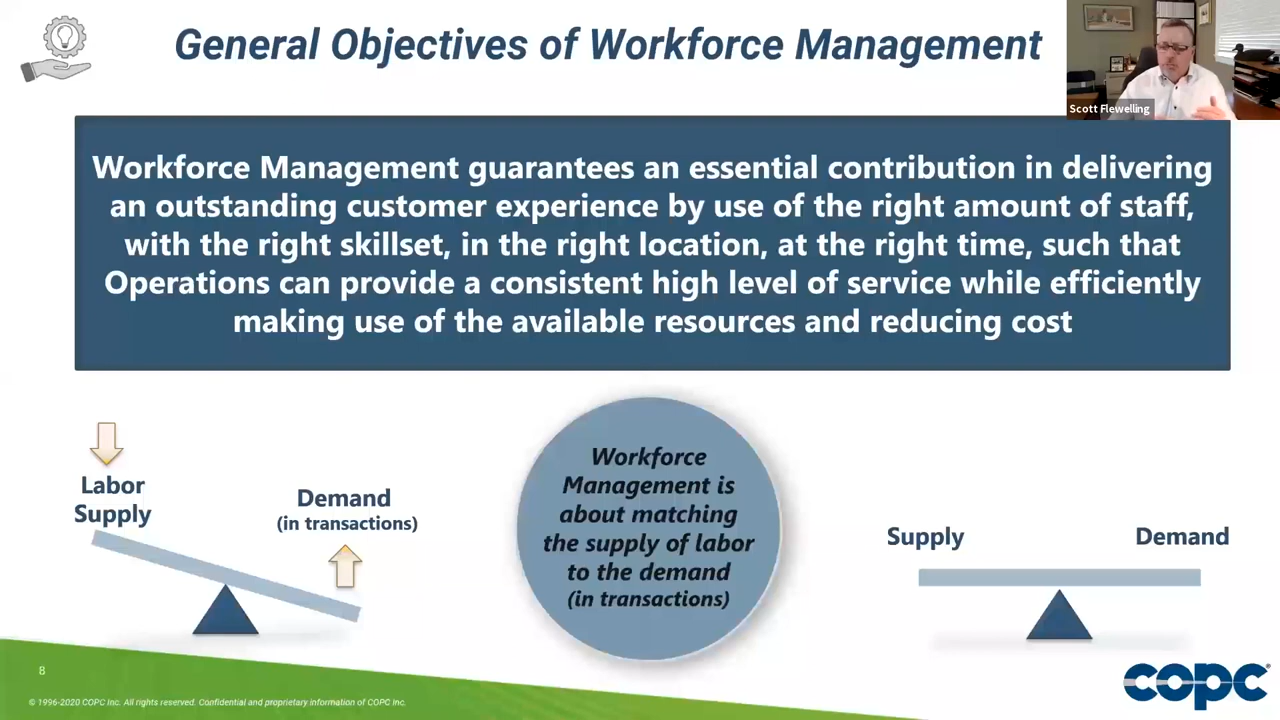 General Objectives of Workforce Management
Scott Flewelling
Workforce Management guarantees an essential contribution in delivering
an outstanding customer experience by use of the right amount of staff,
with the right skillset, in the right location, at the right time, such that
Operations can provide a consistent high level of service while efficiently
making use of the available resources and reducing cost
Labor
Supply
Demand
(in transactions)
Workforce
Management is
about matching
the supply of labor
to the demand
(in transactions)
Supply
Demand
8
© 1996-2020 COPC Inc. All rights reserved. Confidential and proprietary information of COPC Inc.
copc®